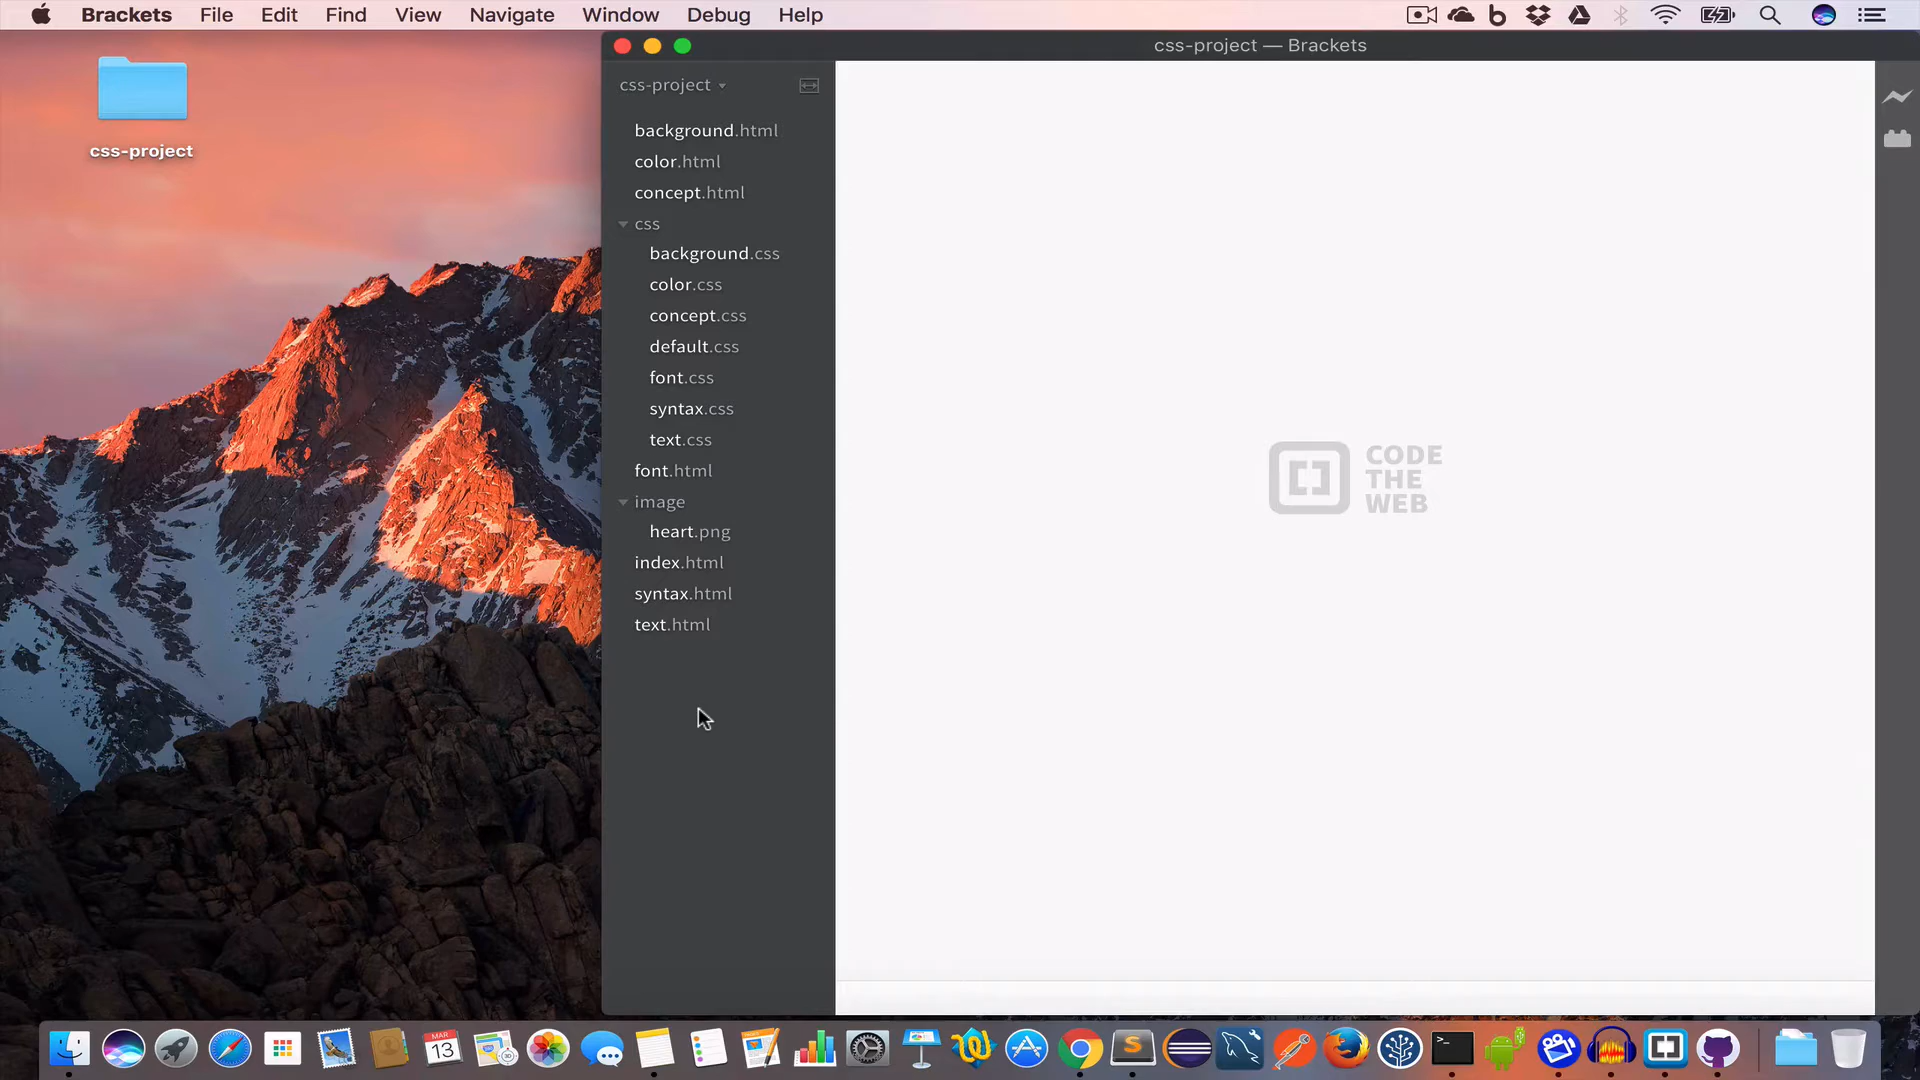 Brackets File Edit Find View Navigate Window Debug Help
css-project — Brackets
css-project
css-project
background.html
color.html
concept.html
css
background.css
color.css
concept.css
default.css
font.css
syntax.css
text.css
font.html
image
heart.png
index.html
syntax.html
text.html
CODE
THE
WEB
MAR
13